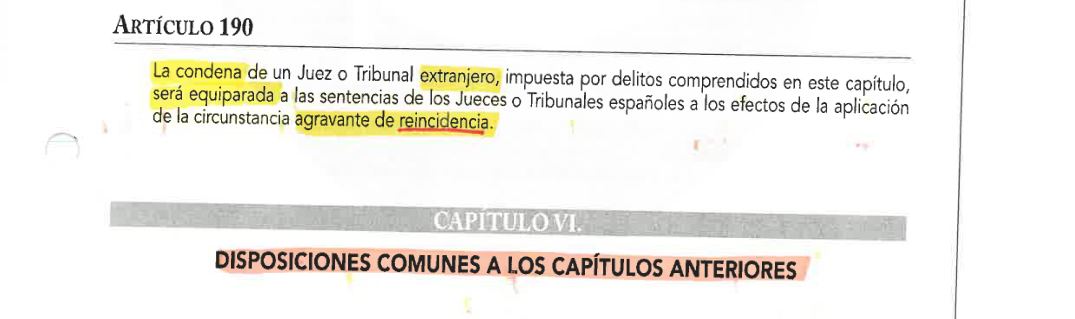 ARTÍCULO 190
La condena de un Juez o Tribunal extranjero, impuesta por delitos comprendidos en este capítulo,
será equiparada a las sentencias de los Jueces o Tribunales españoles a los efectos de la aplicación
de la circunstancia agravante de reincidencia.
CAPÍTULO VI.
DISPOSICIONES COMUNES A LOS CAPÍTULOS ANTERIORES